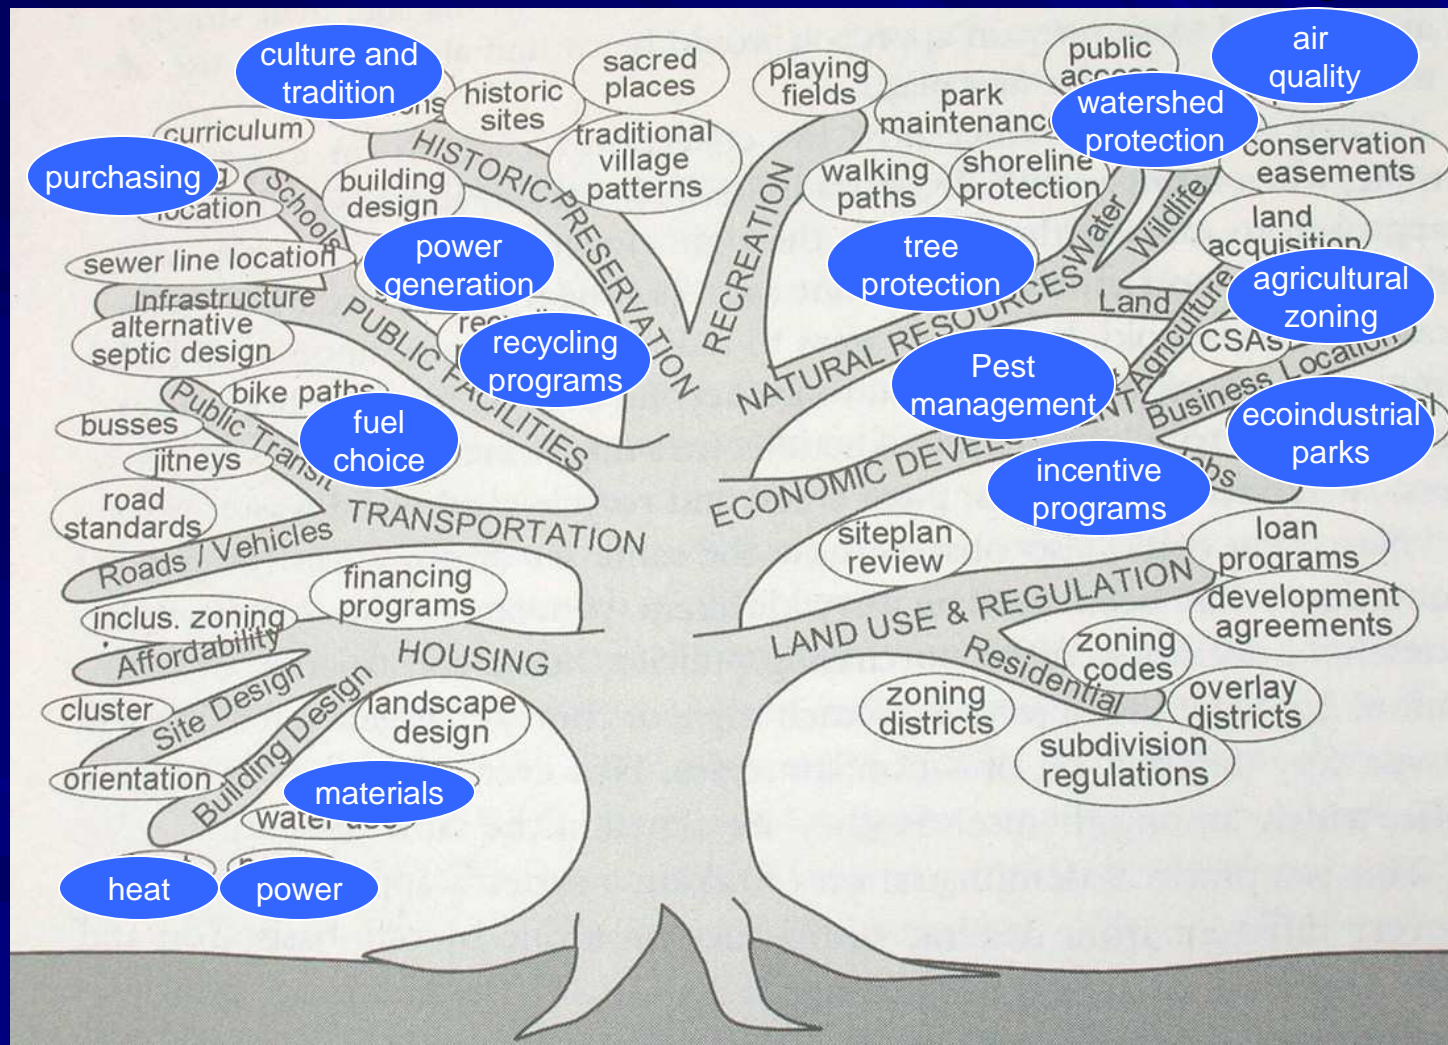 culture and
tradition
historic
sites
sacred
places
traditional
village
patterns
playing
fields
park
maintenance
public
access
air
quality
watershed
protection
conservation
easements
curriculum
purchasing
location
Schools
building
design
HISTORIC PRESERVATION
RECREATION
walking
paths
shoreline
protection
Water
Wildlife
land
acquisition
sewer line location
power
generation
tree
protection
NATURAL RESOURCES
Land
Agriculture
agricultural
zoning
CSAs
Infrastructure
PUBLIC FACILITIES
alternative
septic design
recycling
programs
Pest
management
Business Location
Public Transit
bike paths
busses
jitneys
fuel
choice
ECONOMIC DEVELOPMENT
incentive
programs
Jobs
ecoindustrial
parks
road
standards
TRANSPORTATION
Roads / Vehicles
siteplan
review
loan
programs
financing
programs
LAND USE & REGULATION
development
agreements
inclus. zoning
Affordability
HOUSING
Residential
zoning
codes
cluster
Site Design
landscape
design
zoning
districts
overlay
districts
orientation
Building Design
subdivision
regulations
materials
water use
heat
power